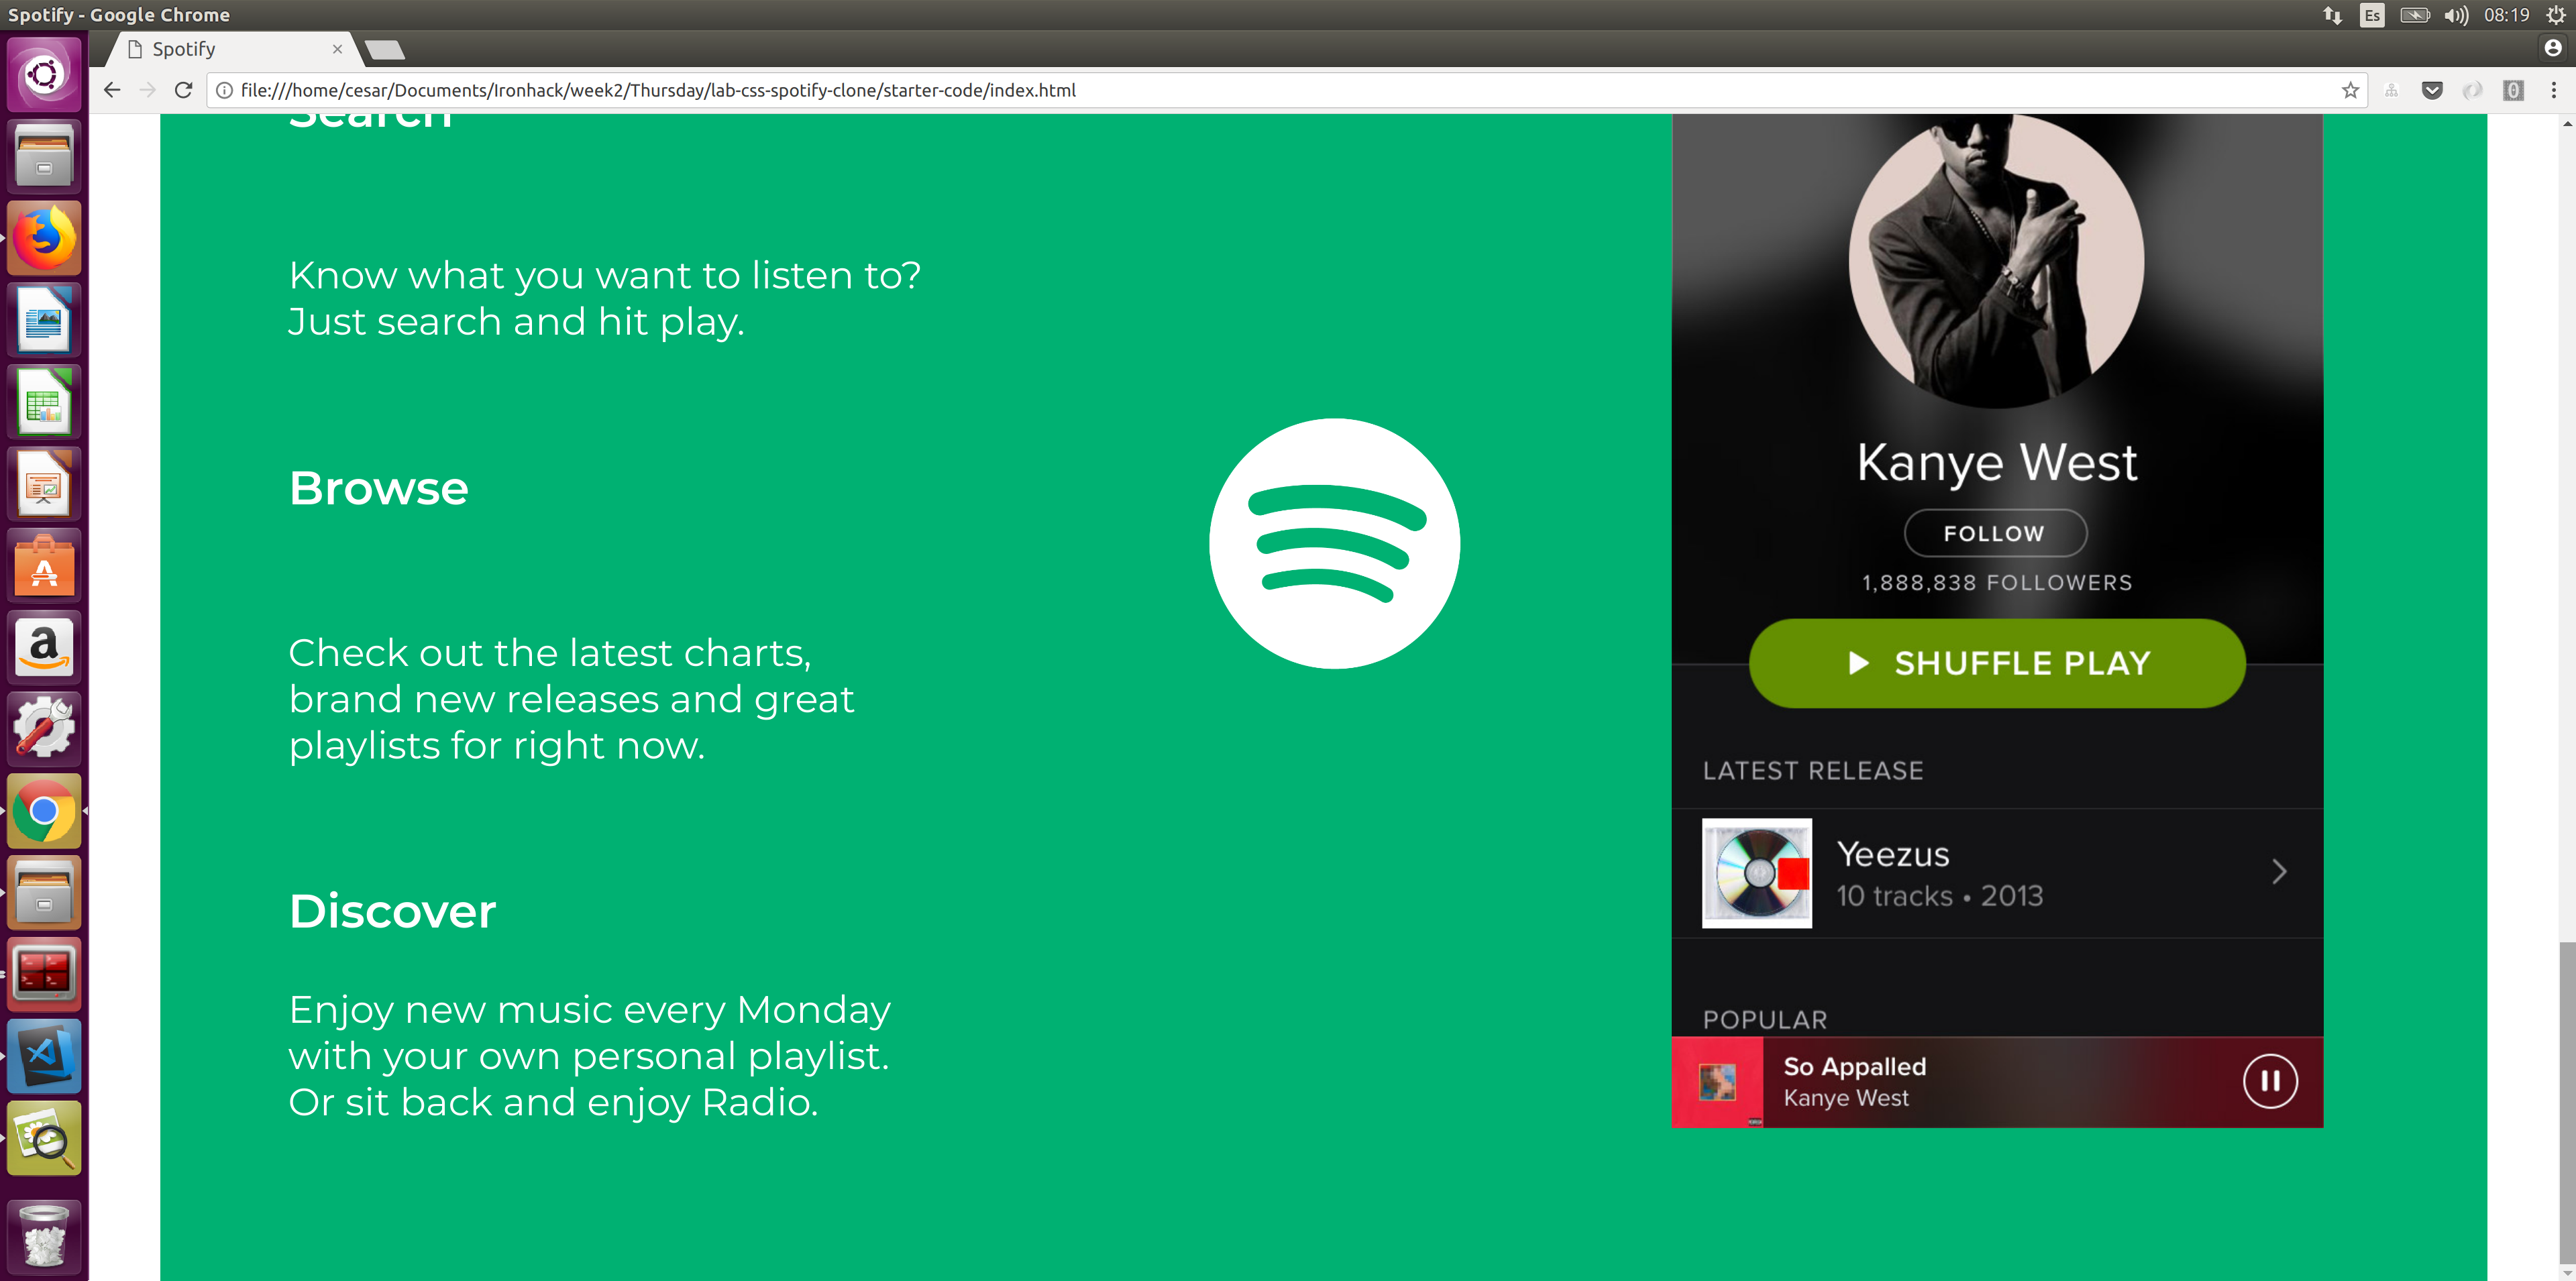 Spotify - Google Chrome
Es
08:19
Spotify
file:///home/cesar/Documents/Ironhack/week2/Thursday/lab-css-spotify-clone/starter-code/index.html
Search
Know what you want to listen to?
Just search and hit play.
Browse
Check out the latest charts,
brand new releases and great
playlists for right now.
Discover
Enjoy new music every Monday
with your own personal playlist.
Or sit back and enjoy Radio.
Kanye West
FOLLOW
1,888,838 FOLLOWERS
SHUFFLE PLAY
LATEST RELEASE
Yeezus
10 tracks • 2013
POPULAR
So Appalled
Kanye West